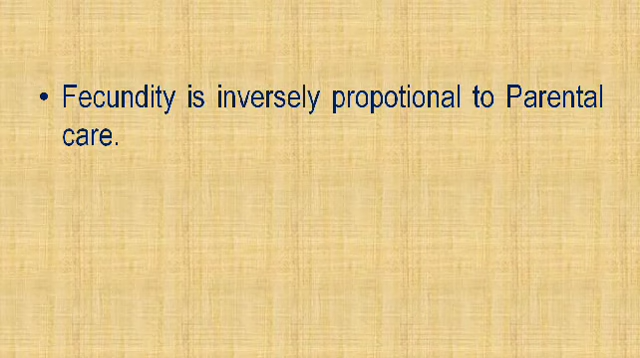 • Fecundity is inversely propotional to Parental
care.